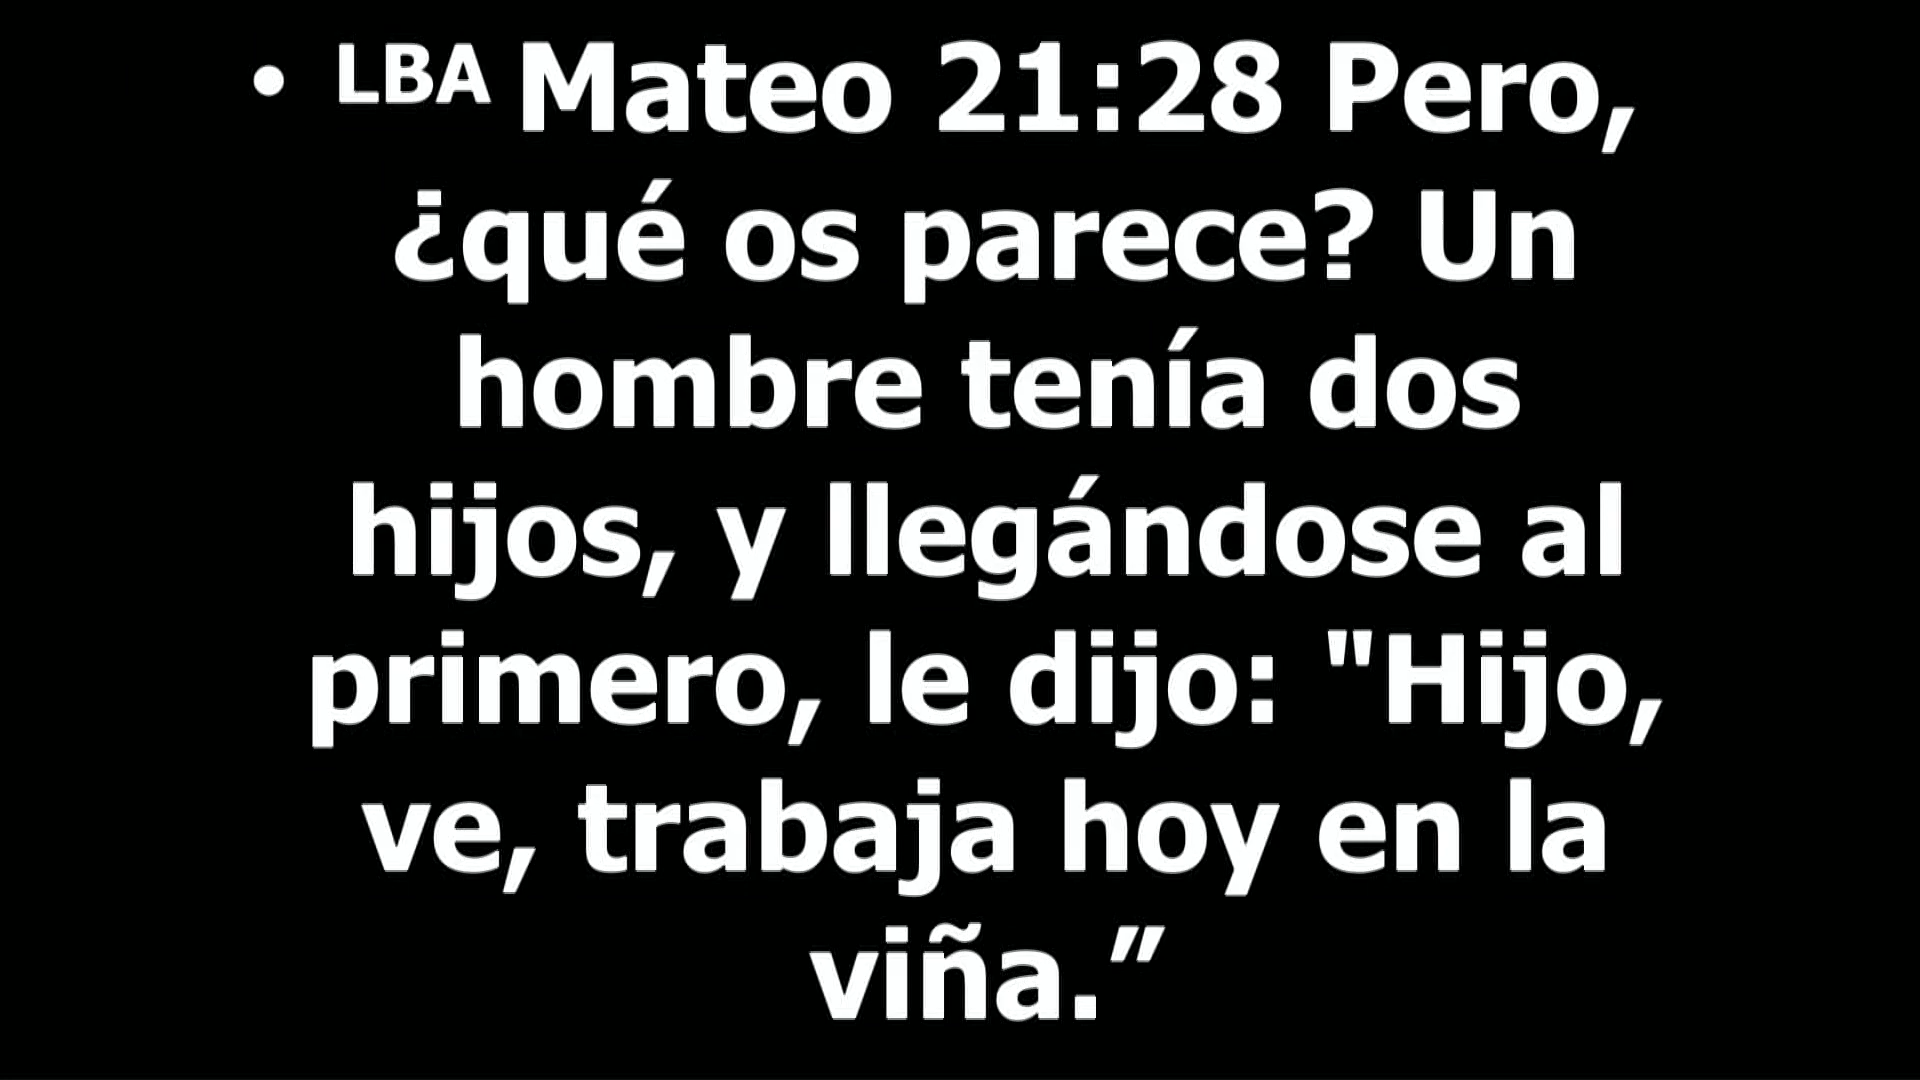 • LBA Mateo 21:28 Pero,
¿qué os parece? Un
hombre tenía dos
hijos, y llegándose al
primero, le dijo: "Hijo,
ve, trabaja hoy en la
viña.”